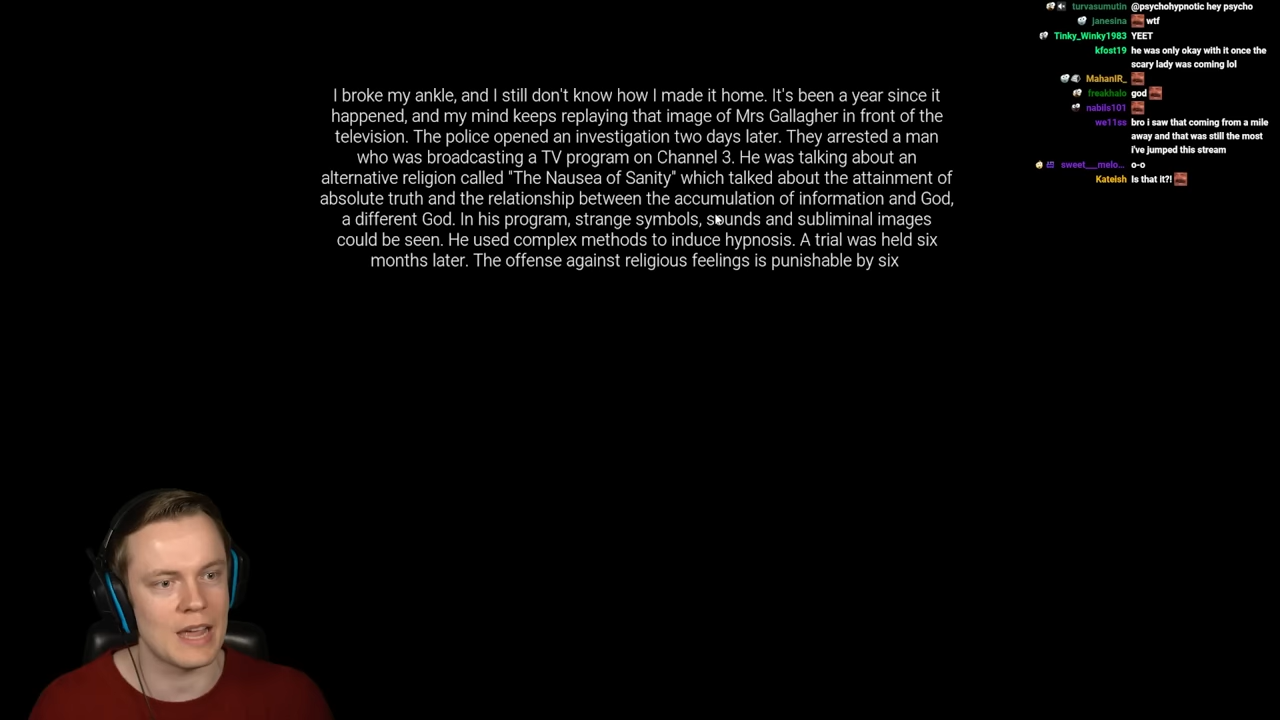 I broke my ankle, and I still don't know how I made it home. It's been a year since it
happened, and my mind keeps replaying that image of Mrs Gallagher in front of the
television. The police opened an investigation two days later. They arrested a man
who was broadcasting a TV program on Channel 3. He was talking about an
alternative religion called "The Nausea of Sanity" which talked about the attainment of
absolute truth and the relationship between the accumulation of information and God,
a different God. In his program, strange symbols, sounds and subliminal images
could be seen. He used complex methods to induce hypnosis. A trial was held six
months later. The offense against religious feelings is punishable by six
turvasumutin @psychohypnotic hey psycho
janesina wtf
Tinky_Winky1983 YEET
kfost19 he was only okay with it once the
scary lady was coming lol
MahanIR_
freakhalo god
nabils101
we11ss bro i saw that coming from a mile
away and that was still the most
i've jumped this stream
sweet___melo... o-o
Kateish Is that it?!